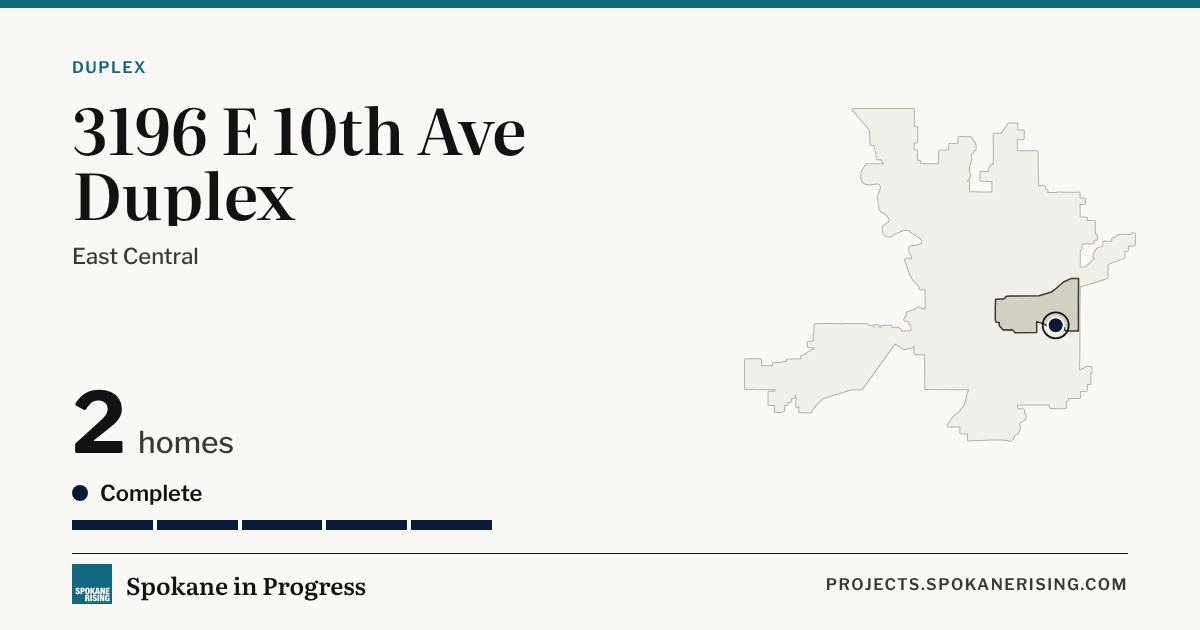 DUPLEX
3196 E 10th Ave
Duplex
East Central
2 homes
Complete
SPOKANE
RISING
Spokane in Progress
PROJECTS.SPOKANERISING.COM